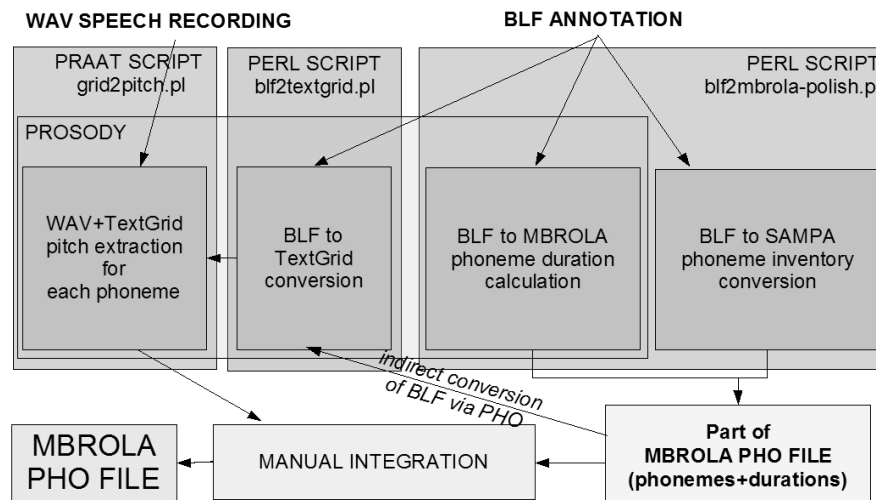 WAV SPEECH RECORDING
BLF ANNOTATION
PRAAT SCRIPT
grid2pitch.pl
PERL SCRIPT
blf2textgrid.pl
PERL SCRIPT
blf2mbrola-polish.p
PROSODY
WAV+TextGrid
pitch extraction
for
each phoneme
BLF to
TextGrid
conversion
BLF to MBROLA
phoneme duration
calculation
BLF to SAMPA
phoneme inventory
conversion
indirect conversion
of BLF via PHO
MBROLA
PHO FILE
MANUAL INTEGRATION
Part of
MBROLA PHO FILE
(phonemes+durations)